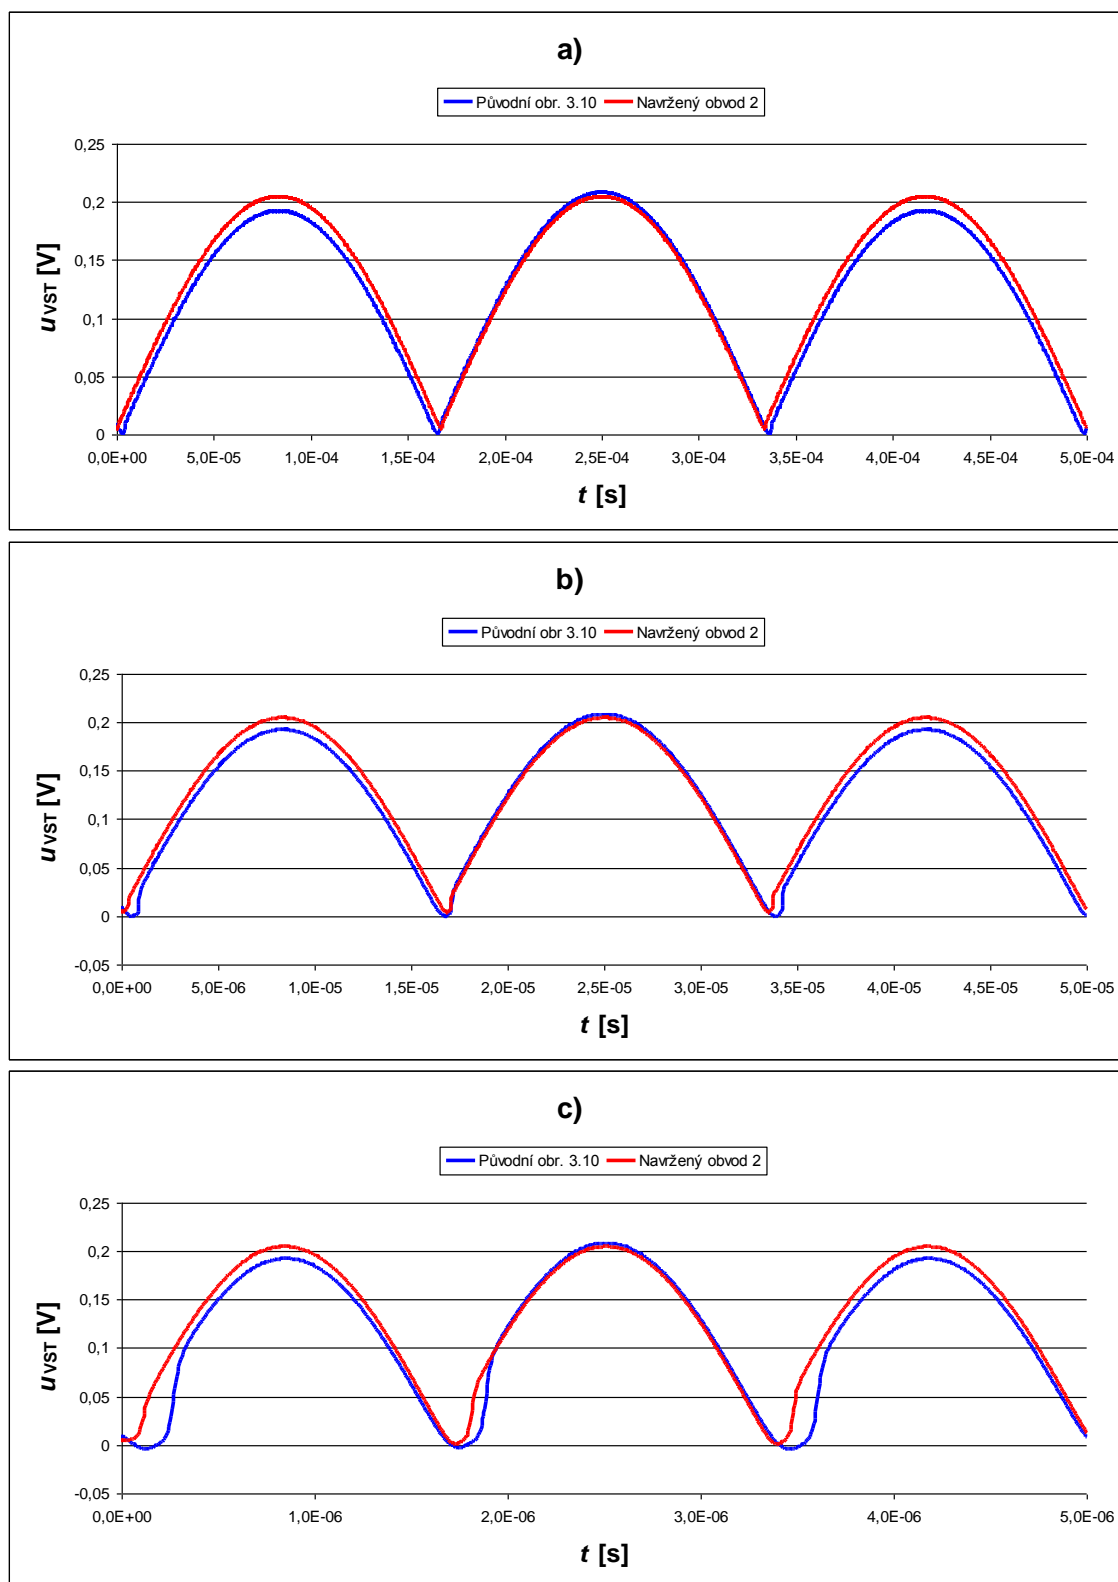 a)
Původní obr. 3.10 Navržený obvod 2
0,25
0,2
0,15
0,1
0,05
0
uVST [V]
0,0E+00 5,0E-05 1,0E-04 1,5E-04 2,0E-04 2,5E-04 3,0E-04 3,5E-04 4,0E-04 4,5E-04 5,0E-04
t [s]
b)
Původní obr 3.10 Navržený obvod 2
0,25
0,2
0,15
0,1
0,05
0
-0,05
uVST [V]
0,0E+00 5,0E-06 1,0E-05 1,5E-05 2,0E-05 2,5E-05 3,0E-05 3,5E-05 4,0E-05 4,5E-05 5,0E-05
t [s]
c)
Původní obr. 3.10 Navržený obvod 2
0,25
0,2
0,15
0,1
0,05
0
-0,05
uVST [V]
0,0E+00 1,0E-06 2,0E-06 3,0E-06 4,0E-06 5,0E-06
t [s]